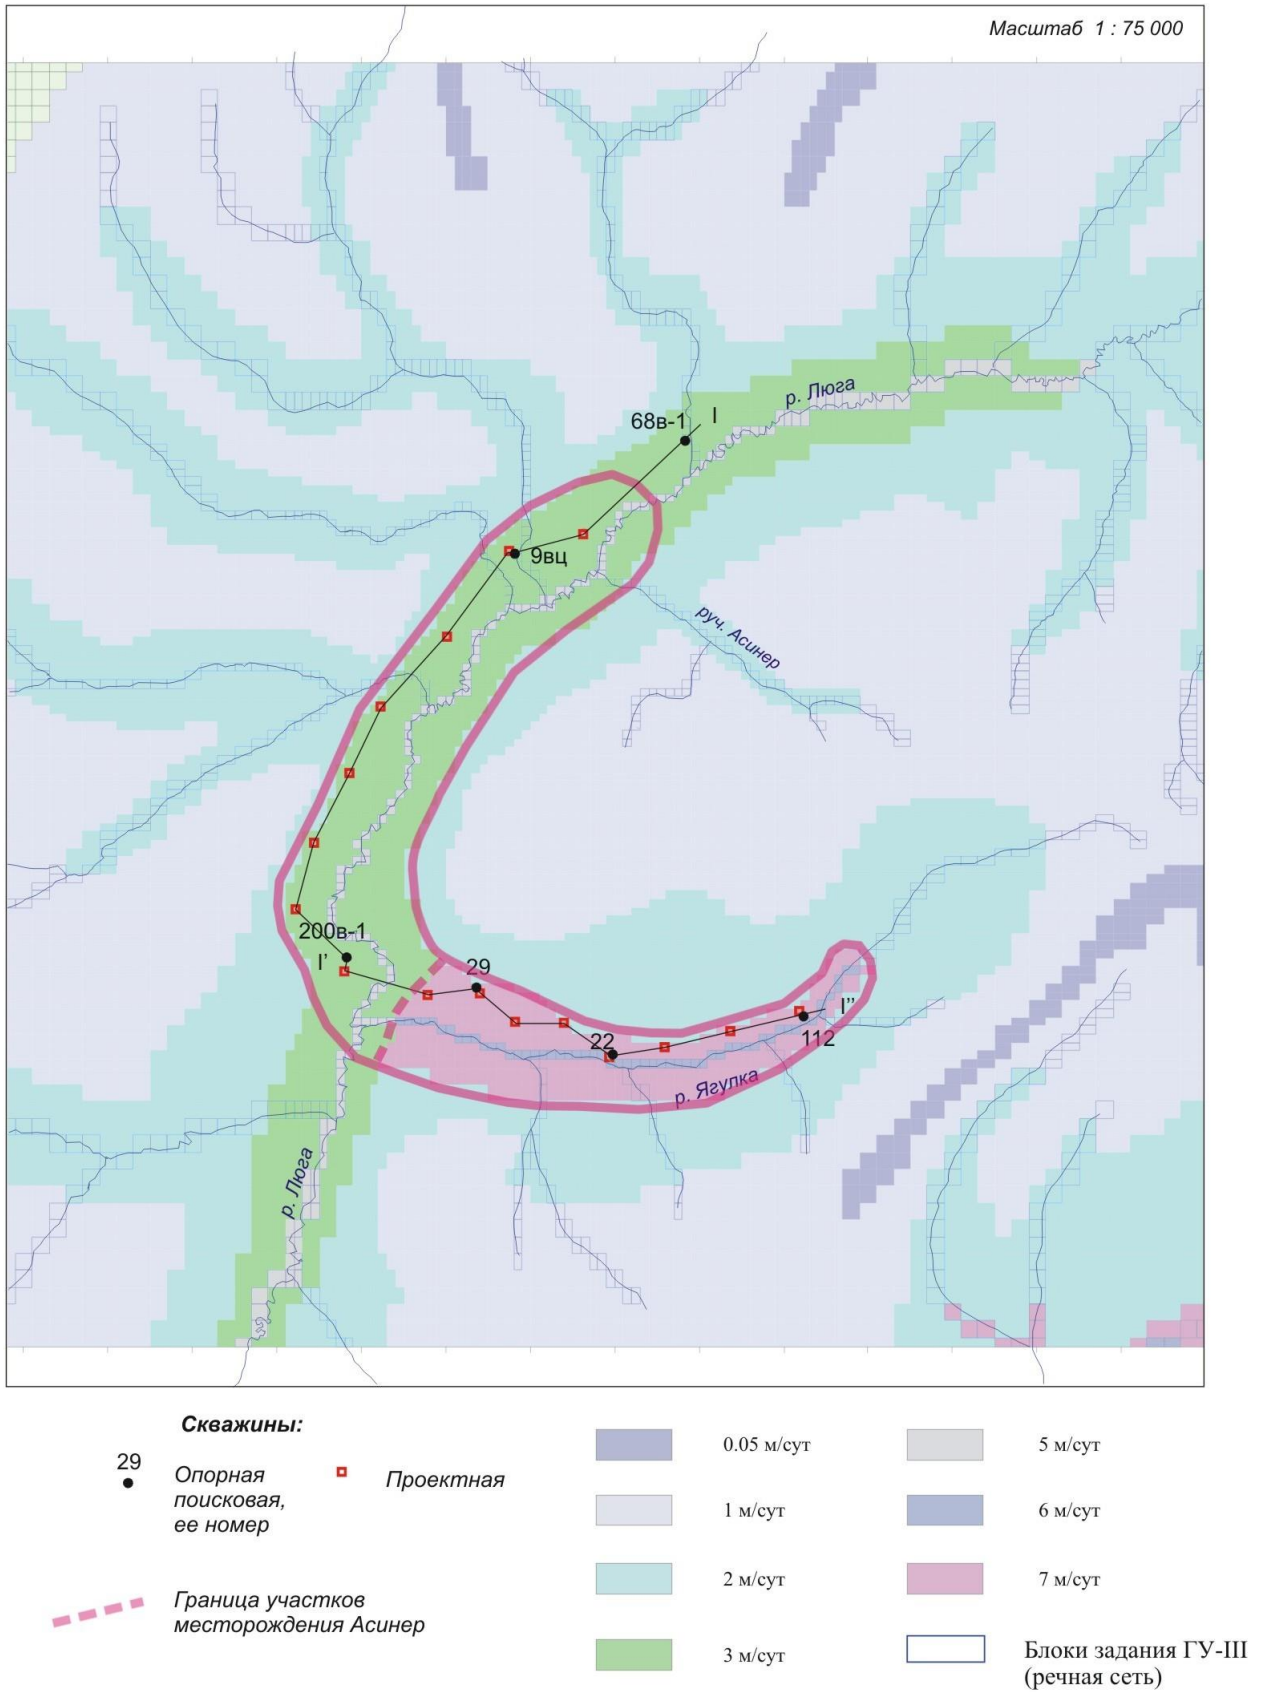 Масштаб 1 : 75 000
р. Люга
68в-1
I
9вц
руч. Асинер
200в-1
I'
29
I''
22
112
р. Ягулка
р. Люга
Скважины:
29
Опорная
поисковая,
ее номер
Проектная
Граница участков
месторождения Асинер
0.05 м/сут
1 м/сут
2 м/сут
3 м/сут
5 м/сут
6 м/сут
7 м/сут
Блоки задания ГУ-III
(речная сеть)